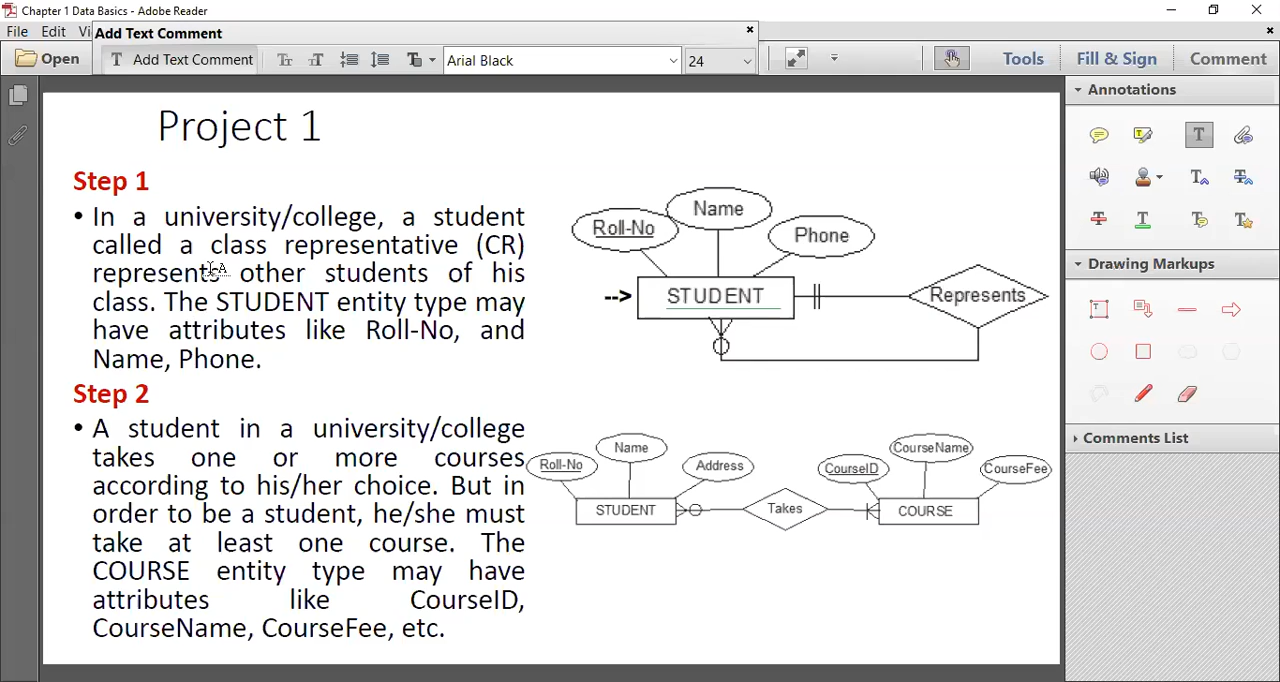 Chapter 1 Data Basics - Adobe Reader
File Edit Vi
Add Text Comment
Open
Add Text Comment
Arial Black
24
Tools
Fill & Sign
Comment
Annotations
Drawing Markups
Comments List
Project 1
Step 1
• In a university/college, a student
called a class representative (CR)
represents other students of his
class. The STUDENT entity type may
have attributes like Roll-No, and
Name, Phone.
Step 2
• A student in a university/college
takes one or more courses
according to his/her choice. But in
order to be a student, he/she must
take at least one course. The
COURSE entity type may have
attributes like CourseID,
CourseName, CourseFee, etc.
Roll-No
Name
Phone
--> STUDENT
Represents
Roll-No
Name
Address
STUDENT
Takes
CourseID
CourseName
CourseFee
COURSE